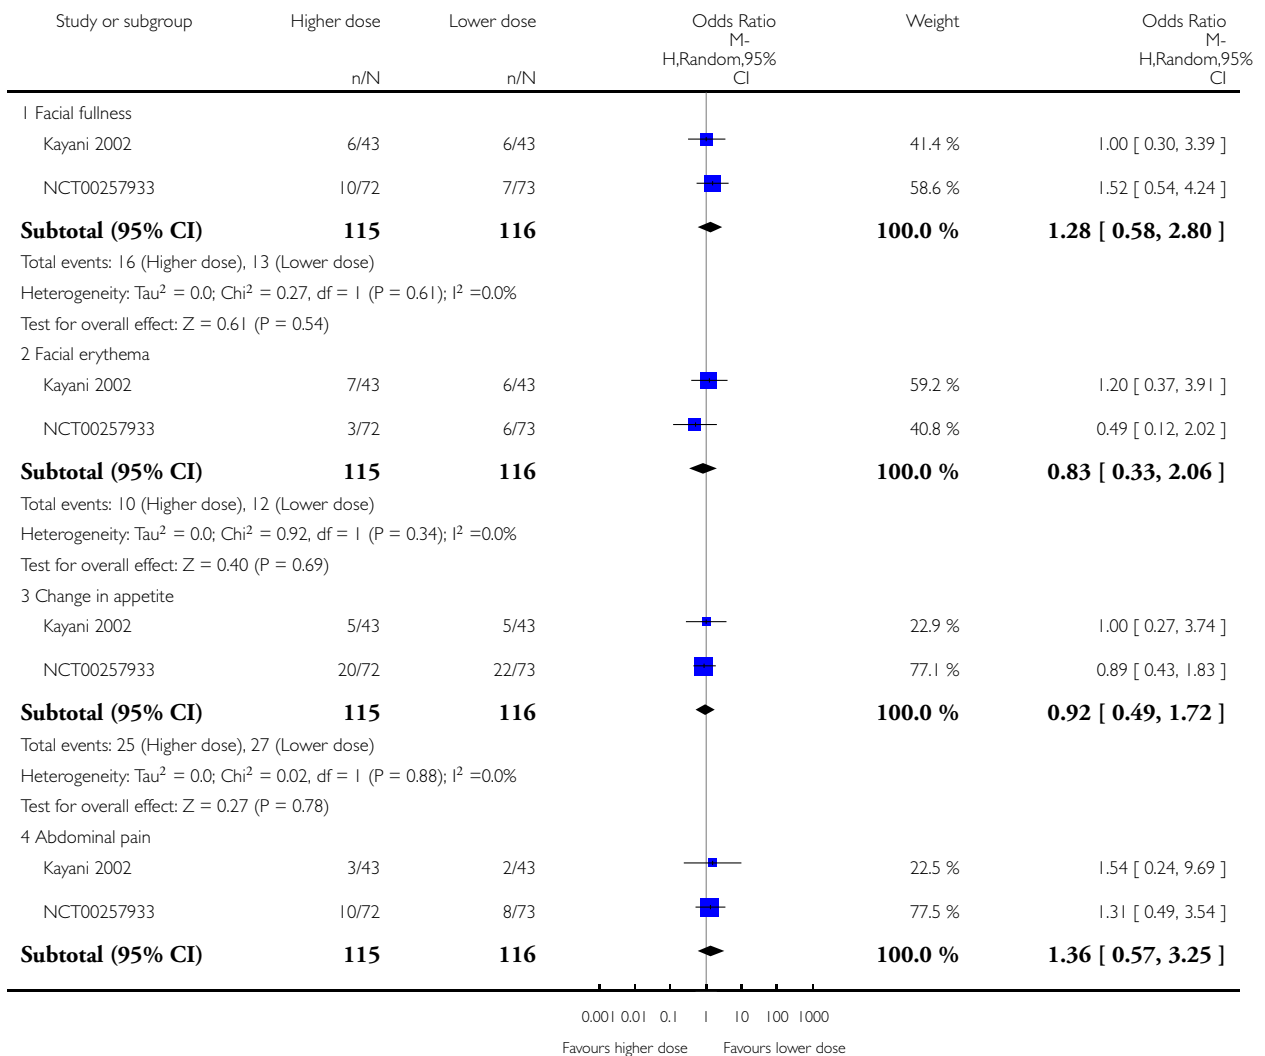 Study or subgroup Higher dose Lower dose Odds Ratio Weight Odds Ratio
M- M-
H,Random,95% H,Random,95%
n/N n/N CI CI
1 Facial fullness
Kayani 2002 6/43 6/43 41.4 % 1.00 [ 0.30, 3.39 ]
NCT00257933 10/72 7/73 58.6 % 1.52 [ 0.54, 4.24 ]
Subtotal (95% CI) 115 116 100.0 % 1.28 [ 0.58, 2.80 ]
Total events: 16 (Higher dose), 13 (Lower dose)
Heterogeneity: Tau² = 0.0; Chi² = 0.27, df = 1 (P = 0.61); I² =0.0%
Test for overall effect: Z = 0.61 (P = 0.54)
2 Facial erythema
Kayani 2002 7/43 6/43 59.2 % 1.20 [ 0.37, 3.91 ]
NCT00257933 3/72 6/73 40.8 % 0.49 [ 0.12, 2.02 ]
Subtotal (95% CI) 115 116 100.0 % 0.83 [ 0.33, 2.06 ]
Total events: 10 (Higher dose), 12 (Lower dose)
Heterogeneity: Tau² = 0.0; Chi² = 0.92, df = 1 (P = 0.34); I² =0.0%
Test for overall effect: Z = 0.40 (P = 0.69)
3 Change in appetite
Kayani 2002 5/43 5/43 22.9 % 1.00 [ 0.27, 3.74 ]
NCT00257933 20/72 22/73 77.1 % 0.89 [ 0.43, 1.83 ]
Subtotal (95% CI) 115 116 100.0 % 0.92 [ 0.49, 1.72 ]
Total events: 25 (Higher dose), 27 (Lower dose)
Heterogeneity: Tau² = 0.0; Chi² = 0.02, df = 1 (P = 0.88); I² =0.0%
Test for overall effect: Z = 0.27 (P = 0.78)
4 Abdominal pain
Kayani 2002 3/43 2/43 22.5 % 1.54 [ 0.24, 9.69 ]
NCT00257933 10/72 8/73 77.5 % 1.31 [ 0.49, 3.54 ]
Subtotal (95% CI) 115 116 100.0 % 1.36 [ 0.57, 3.25 ]
0.001 0.01 0.1 1 10 100 1000
Favours higher dose Favours lower dose